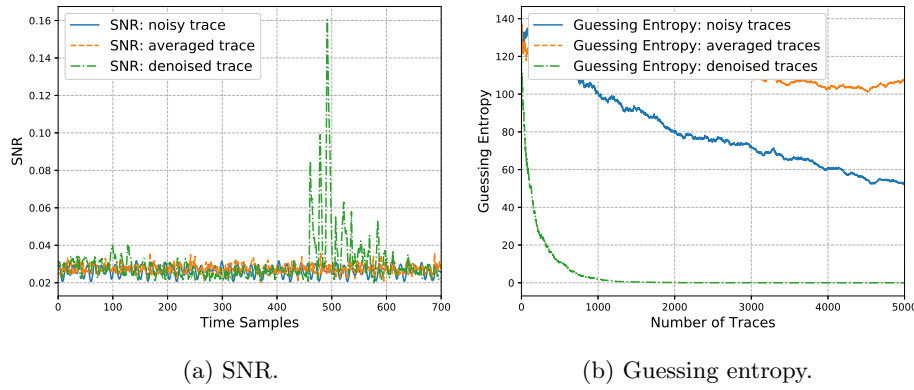 SNR: noisy trace
SNR: averaged trace
SNR: denoised trace
0.16
0.14
0.12
0.10
0.08
0.06
0.04
0.02
SNR
0 100 200 300 400 500 600 700
Time Samples
(a) SNR.
Guessing Entropy: noisy traces
Guessing Entropy: averaged traces
Guessing Entropy: denoised traces
140
120
100
80
60
40
20
0
Guessing Entropy
0 1000 2000 3000 4000 5000
Number of Traces
(b) Guessing entropy.